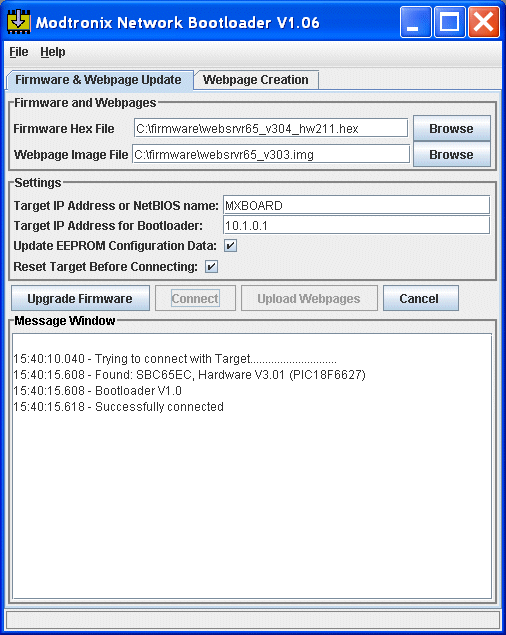 Modtronix Network Bootloader V1.06
File Help
Firmware & Webpage Update Webpage Creation
Firmware and Webpages
Firmware Hex File C:\firmware\websrvr65_v304_hw211.hex Browse
Webpage Image File C:\firmware\websrvr65_v303.img Browse
Settings
Target IP Address or NetBIOS name: MXBOARD
Target IP Address for Bootloader: 10.1.0.1
Update EEPROM Configuration Data:
Reset Target Before Connecting:
Upgrade Firmware Connect Upload Webpages Cancel
Message Window
15:40:10.040 - Trying to connect with Target............................
15:40:15.608 - Found: SBC65EC, Hardware V3.01 (PIC18F6627)
15:40:15.608 - Bootloader V1.0
15:40:15.618 - Successfully connected